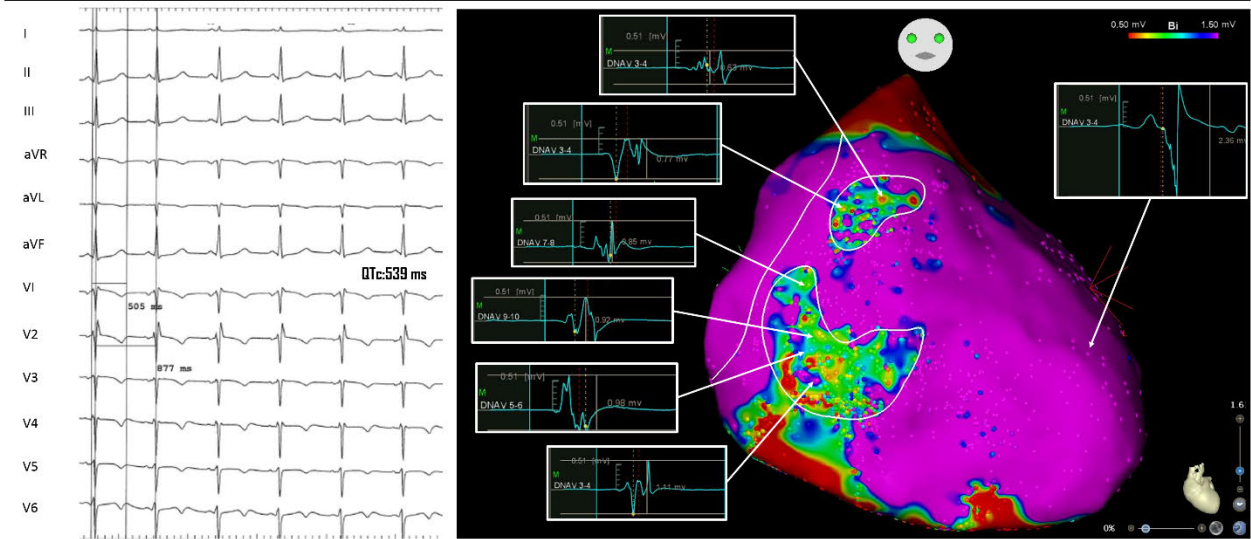 I
II
III
aVR
aVL
aVF
QTc:539 ms
VI
505 ms
V2
877 ms
V3
V4
V5
V6
0.51 [mV]
M
DNAV 3-4
0.63 mV
0.51 [mV]
M
DNAV 3-4
0.77 mV
0.51 [mV]
M
DNAV 7-8
0.85 mv
0.51 [mV]
M
DNAV 9-10
0.92 mV
0.51 [mV]
M
DNAV 5-6
0.98 mV
0.51 [mV]
M
DNAV 3-4
1.41 mV
0.50 mV Bi 1.50 mV
0.51 [mV]
M
DNAV 3-4
2.36 m
1 6
0%